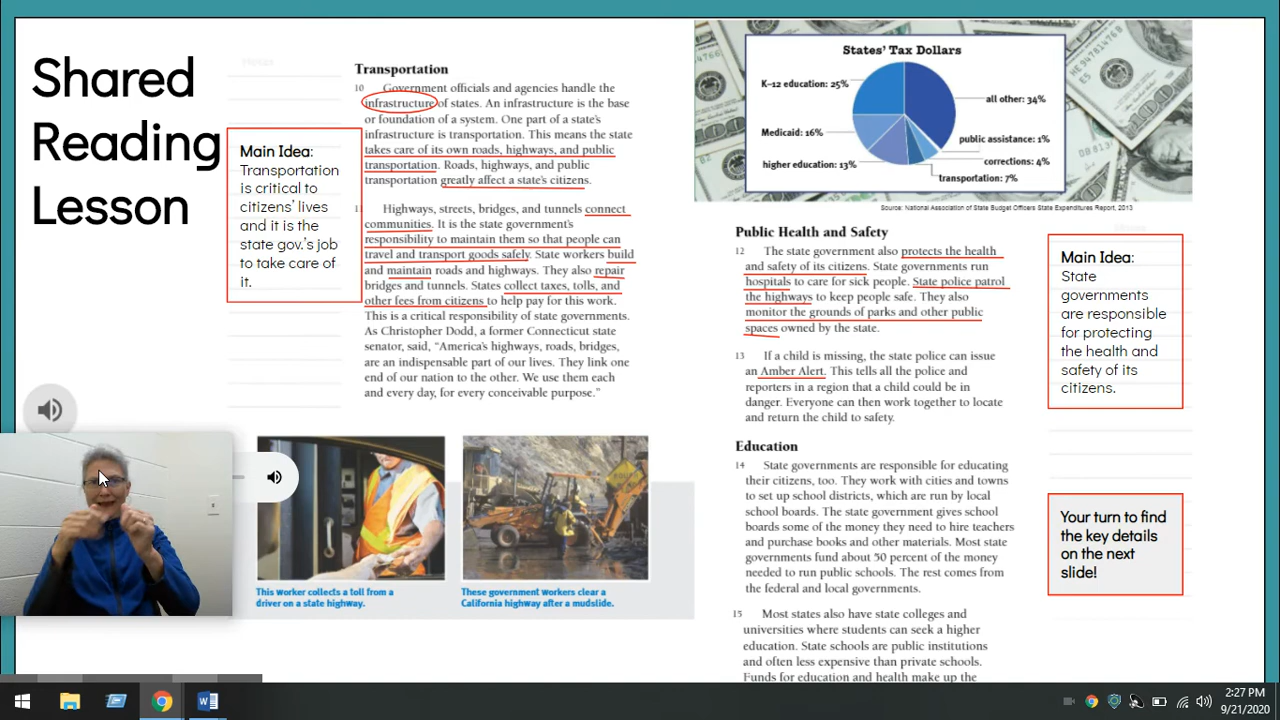 Shared
Reading
Lesson
Main Idea:
Transportation
is critical to
citizens' lives
and it is the
state gov.'s job
to take care of
it.
Transportation
10 Government officials and agencies handle the
infrastructure of states. An infrastructure is the base
or foundation of a system. One part of a state's
infrastructure is transportation. This means the state
takes care of its own roads, highways, and public
transportation. Roads, highways, and public
transportation greatly affect a state's citizens.
11 Highways, streets, bridges, and tunnels connect
communities. It is the state government's
responsibility to maintain them so that people can
travel and transport goods safely. State workers build
and maintain roads and highways. They also repair
bridges and tunnels. States collect taxes, tolls, and
other fees from citizens to help pay for this work.
This is a critical responsibility of state governments.
As Christopher Dodd, a former Connecticut state
senator, said, "America's highways, roads, bridges,
are an indispensable part of our lives. They link one
end of our nation to the other. We use them each
and every day, for every conceivable purpose."
This worker collects a toll from a
driver on a state highway.
These government workers clear a
California highway after a mudslide.
States' Tax Dollars
K–12 education: 25%
all other: 34%
Medicaid: 16%
public assistance: 1%
higher education: 13%
corrections: 4%
transportation: 7%
Source: National Association of State Budget Officers State Expenditures Report, 2013
Public Health and Safety
12 The state government also protects the health
and safety of its citizens. State governments run
hospitals to care for sick people. State police patrol
the highways to keep people safe. They also
monitor the grounds of parks and other public
spaces owned by the state.
13 If a child is missing, the state police can issue
an Amber Alert. This tells all the police and
reporters in a region that a child could be in
danger. Everyone can then work together to locate
and return the child to safety.
Education
14 State governments are responsible for educating
their citizens, too. They work with cities and towns
to set up school districts, which are run by local
school boards. The state government gives school
boards some of the money they need to hire teachers
and purchase books and other materials. Most state
governments fund about 50 percent of the money
needed to run public schools. The rest comes from
the federal and local governments.
15 Most states also have state colleges and
universities where students can seek a higher
education. State schools are public institutions
and often less expensive than private schools.
Funds for education and health make up the
Main Idea:
State
governments
are responsible
for protecting
the health and
safety of its
citizens.
Your turn to find
the key details
on the next
slide!
2:27 PM
9/21/2020